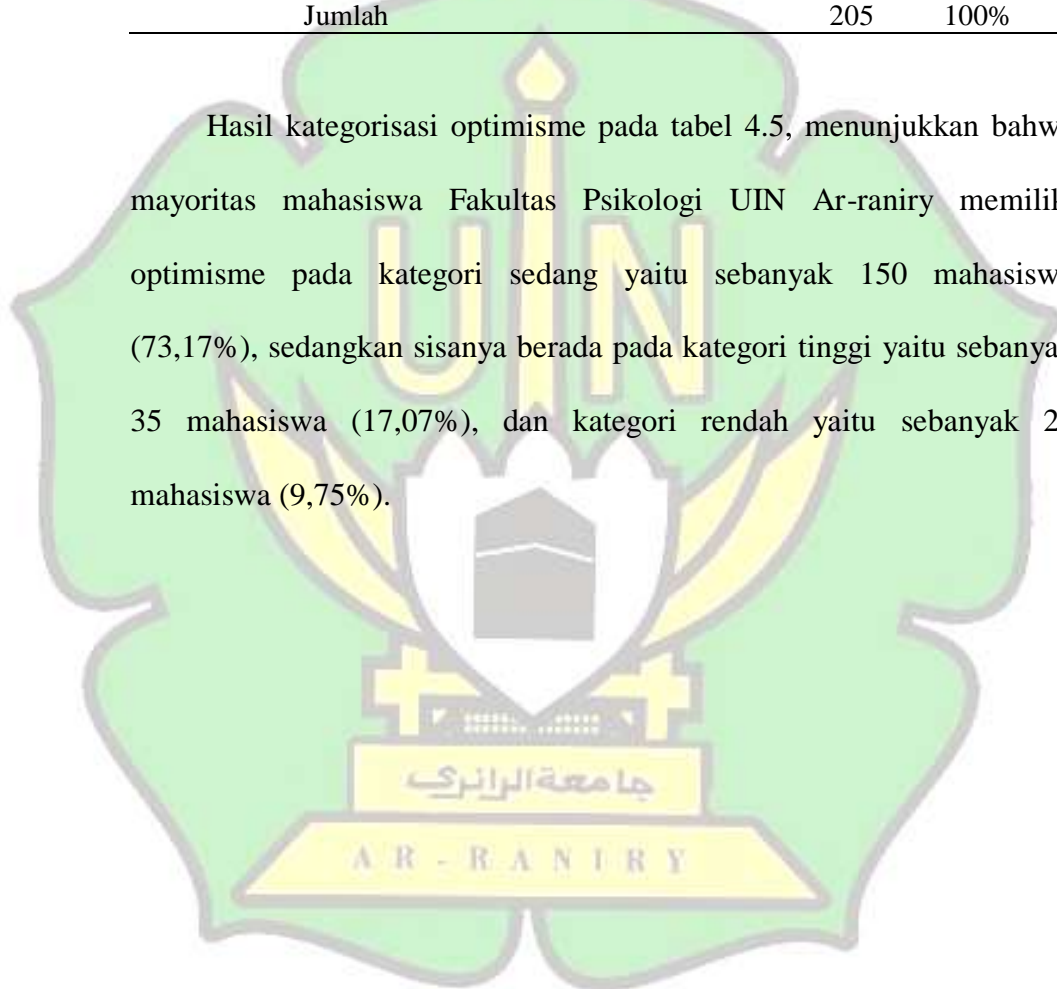 Jumlah 205 100%
Hasil kategorisasi optimisme pada tabel 4.5, menunjukkan bahw
mayoritas mahasiswa Fakultas Psikologi UIN Ar-raniry memilik
optimisme pada kategori sedang yaitu sebanyak 150 mahasisw
(73,17%), sedangkan sisanya berada pada kategori tinggi yaitu sebanya
35 mahasiswa (17,07%), dan kategori rendah yaitu sebanyak 2
mahasiswa (9,75%).
UIN
جامعة الرانري
AR-RANIRY